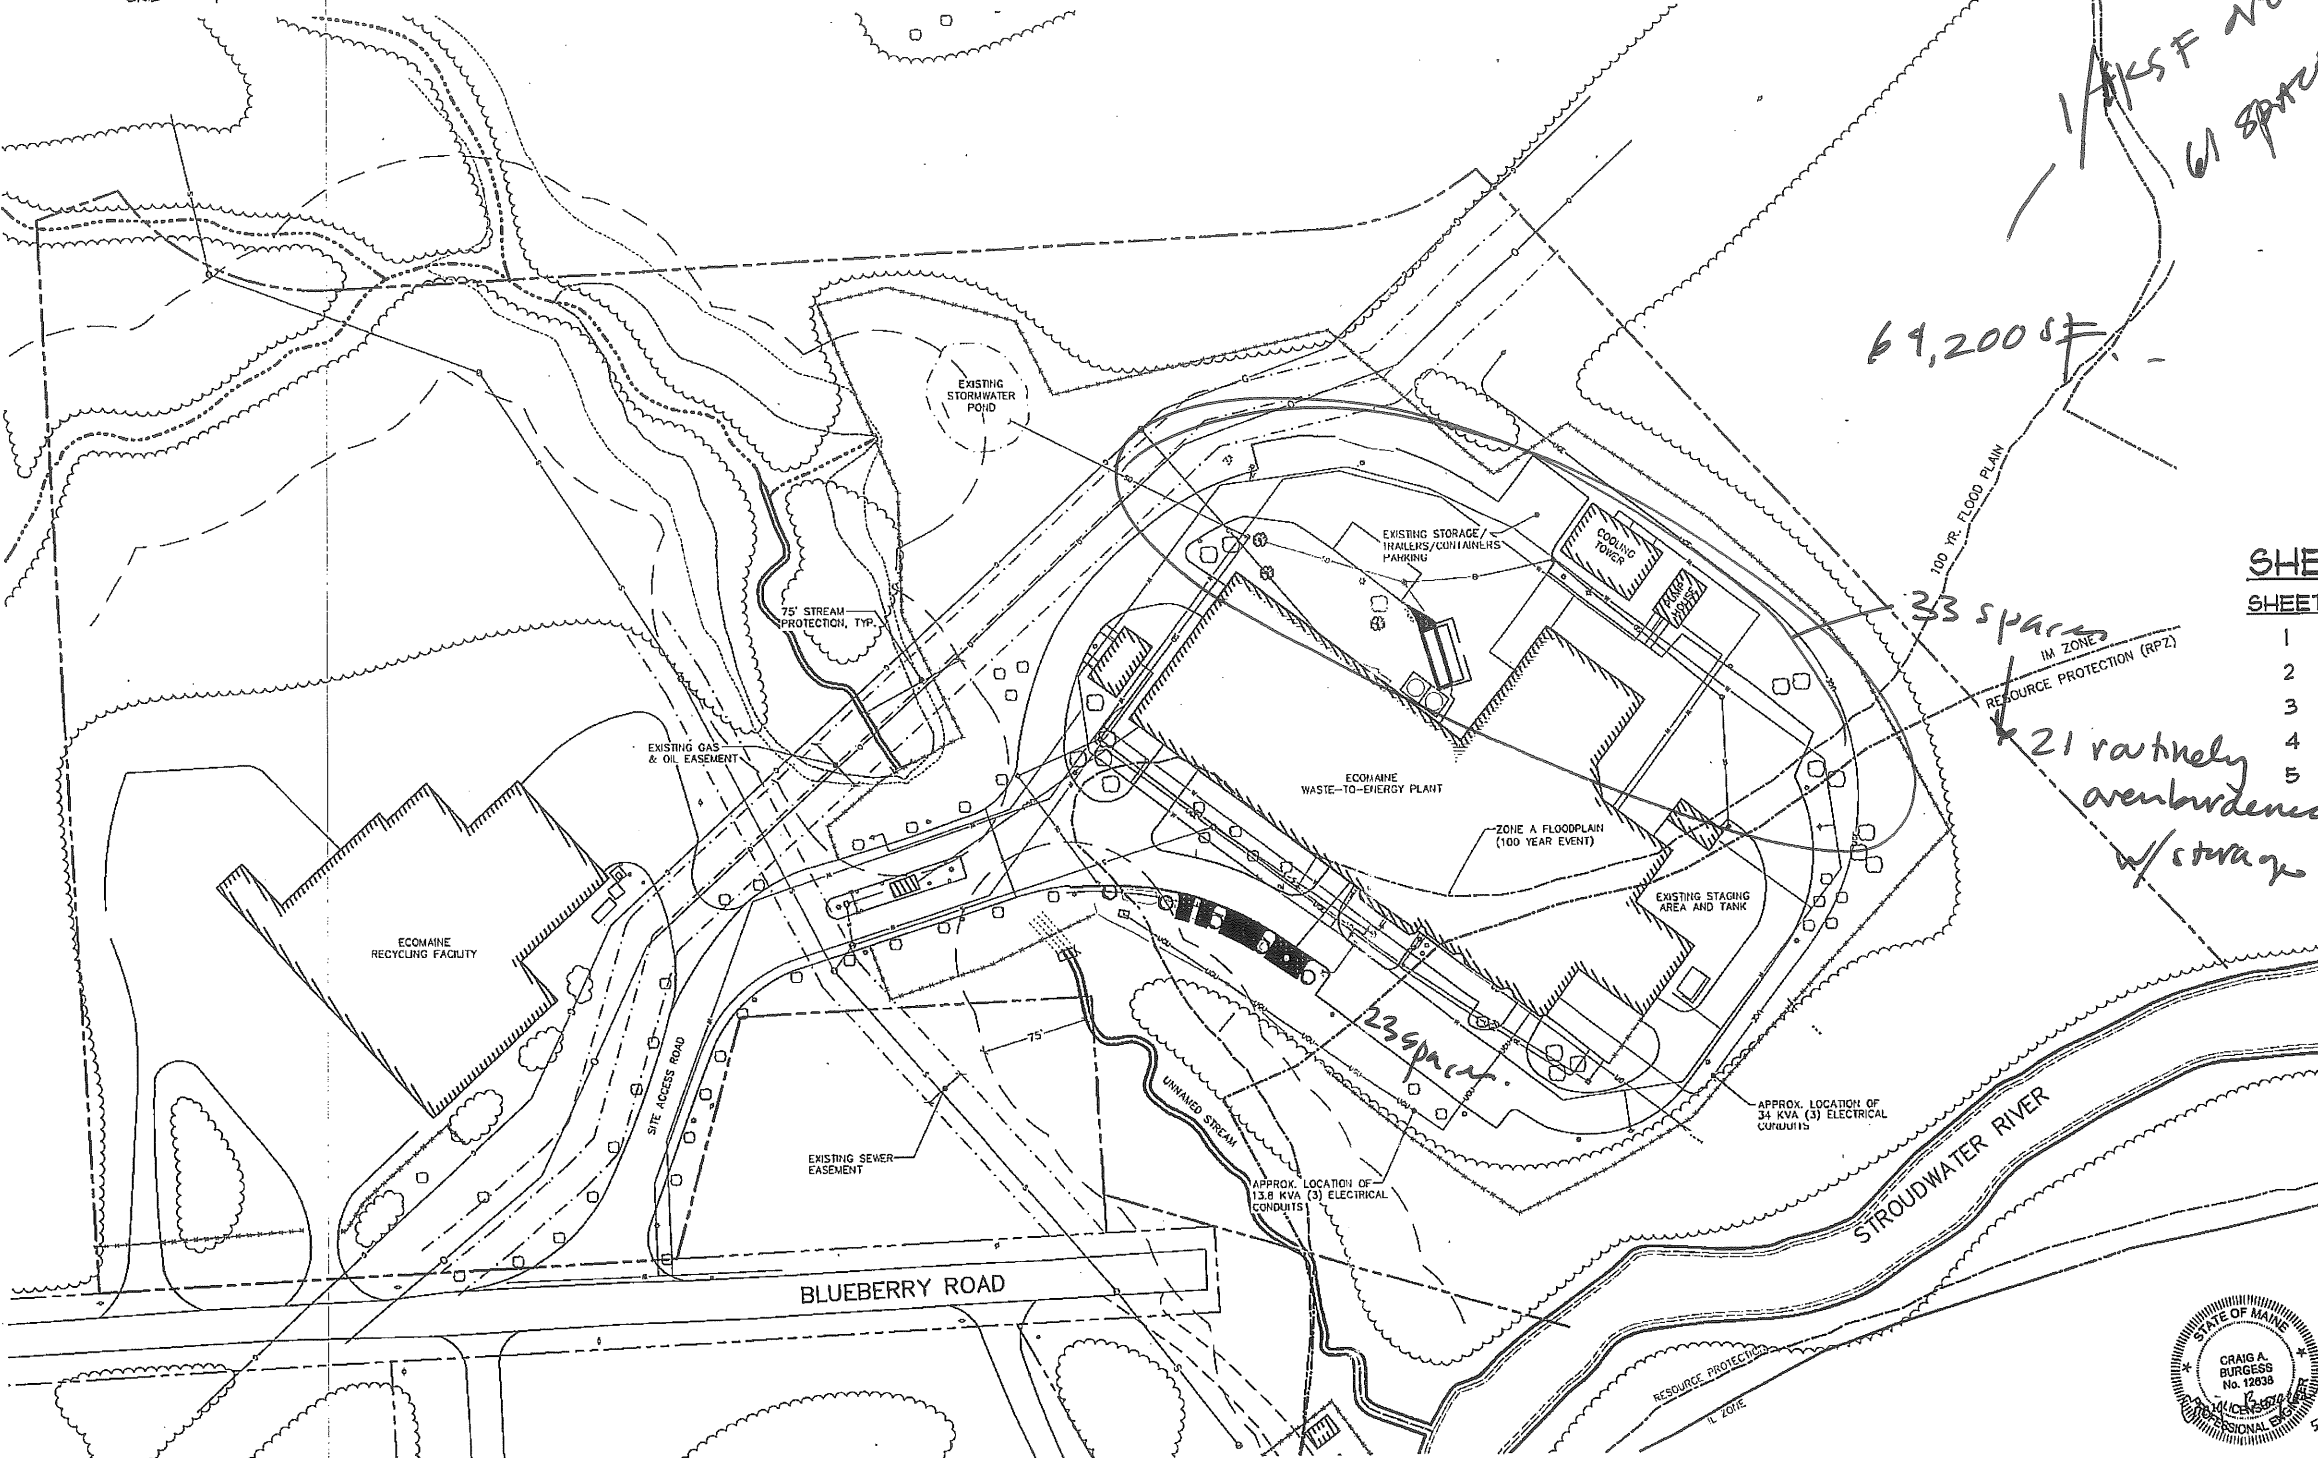 1/1KSF
61
EXISTING
STORMWATER
POND
64,200 SF
100 YR. FLOOD PLAIN
EXISTING STORAGE/
TRAILERS/CONTAINERS
PARKING
COOLING
TOWER
PUMP
HOUSE
33 spaces
IM ZONE
RESOURCE PROTECTION (RPZ)
SHE
SHEET
1
2
3
4
5
21 routinely
overburdened
w/ storage
75' STREAM
PROTECTION, TYP.
EXISTING GAS
& OIL EASEMENT
ECOMAINE
WASTE-TO-ENERGY PLANT
ZONE A FLOODPLAIN
(100 YEAR EVENT)
EXISTING STAGING
AREA AND TANK
ECOMAINE
RECYCLING FACILITY
23 spaces.
75'
SITE ACCESS ROAD
UNNAMED STREAM
EXISTING SEWER
EASEMENT
APPROX. LOCATION OF
13.8 KVA (3) ELECTRICAL
CONDUITS
APPROX. LOCATION OF
34 KVA (3) ELECTRICAL
CONDUITS
STROUDWATER RIVER
BLUEBERRY ROAD
RESOURCE PROTECTION
IL ZONE
STATE OF MAINE
CRAIG A.
BURGESS
No. 12638
LICENSED
PROFESSIONAL ENGINEER